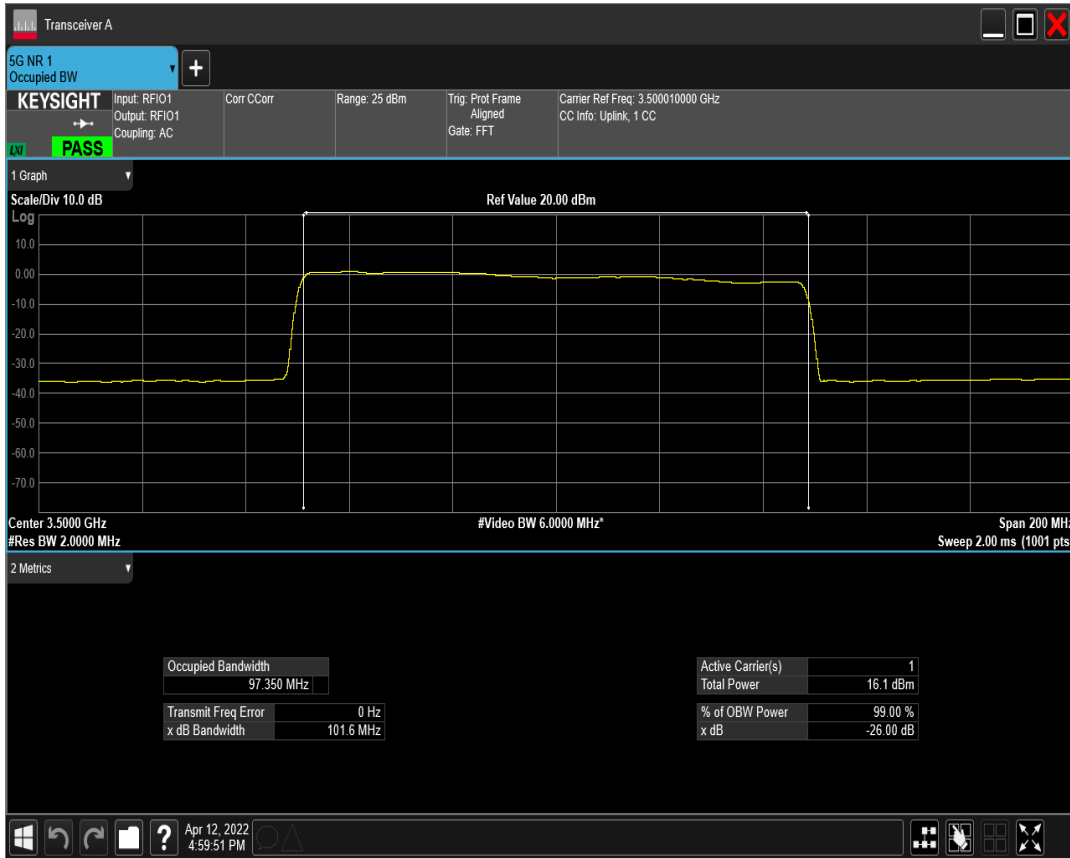 Transceiver A
5G NR 1
Occupied BW
KEYSIGHT
LXI
PASS
Input: RFIO1
Output: RFIO1
Coupling: AC
Corr CCorr
Range: 25 dBm
Trig: Prot Frame
Aligned
Gate: FFT
Carrier Ref Freq: 3.500010000 GHz
CC Info: Uplink, 1 CC
1 Graph
Scale/Div 10.0 dB
Ref Value 20.00 dBm
Log
10.0
0.00
-10.0
-20.0
-30.0
-40.0
-50.0
-60.0
-70.0
Center 3.5000 GHz
#Video BW 6.0000 MHz*
Span 200 MHz
#Res BW 2.0000 MHz
Sweep 2.00 ms (1001 pts
2 Metrics
Occupied Bandwidth
97.350 MHz
Transmit Freq Error 0 Hz
x dB Bandwidth 101.6 MHz
Active Carrier(s) 1
Total Power 16.1 dBm
% of OBW Power 99.00 %
x dB -26.00 dB
?
Apr 12, 2022
4:59:51 PM